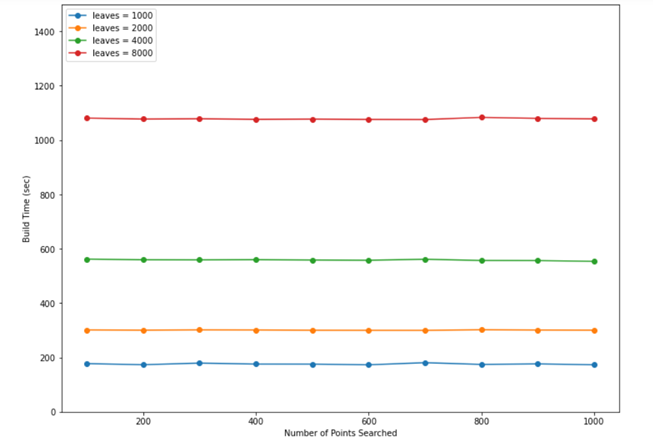 leaves = 1000
leaves = 2000
leaves = 4000
leaves = 8000
1400
1200
1000
800
600
400
200
0
Build Time (sec)
200 400 600 800 1000
Number of Points Searched